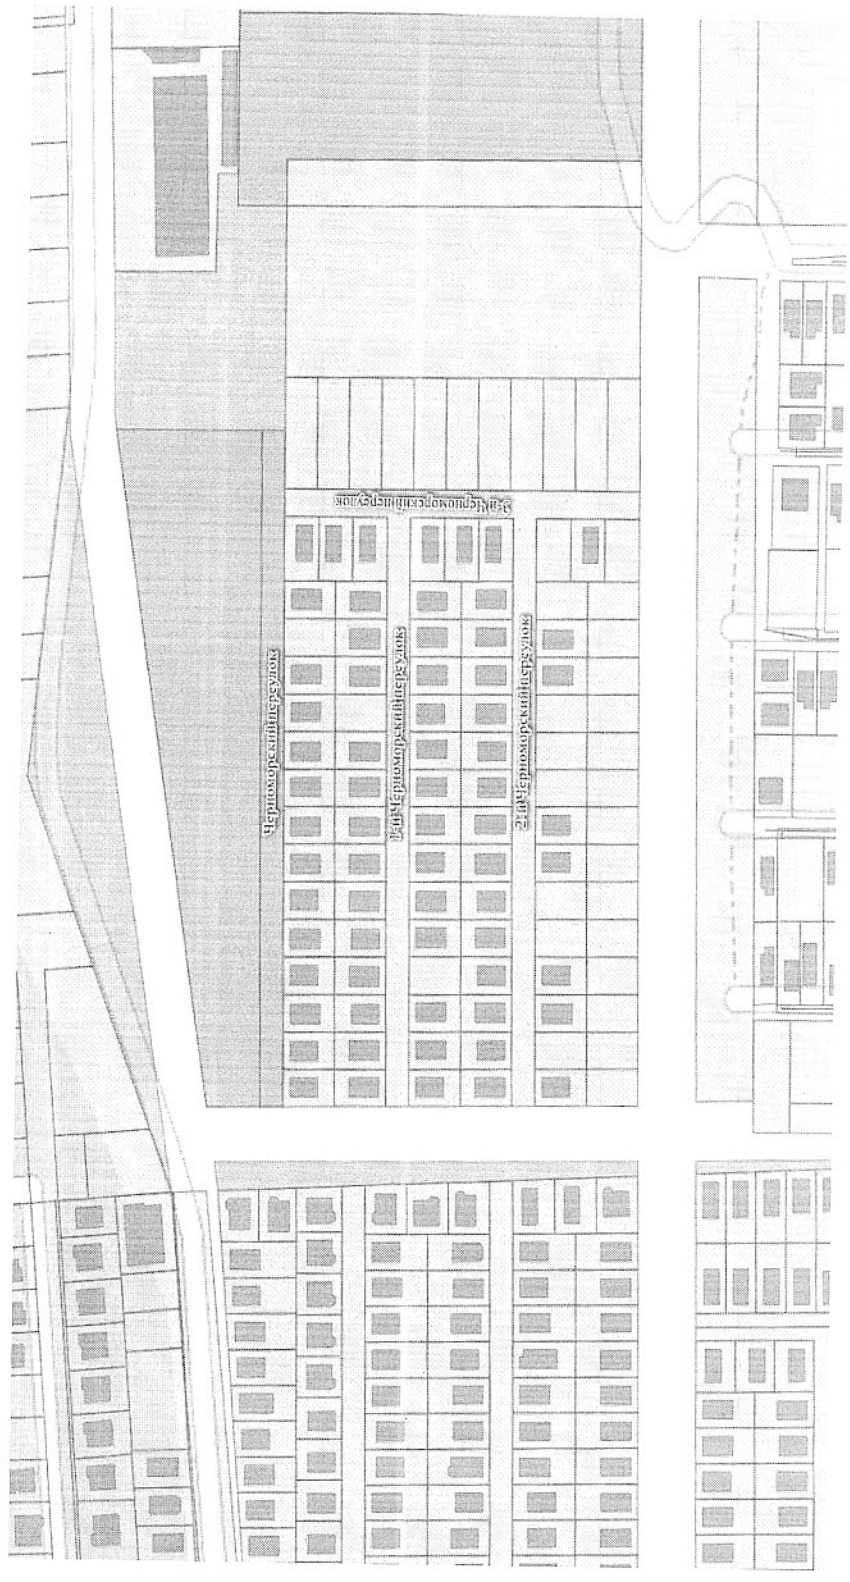 3-й Черноморский переулок
Черноморский переулок
1-й Черноморский переулок
2-й Черноморский переулок